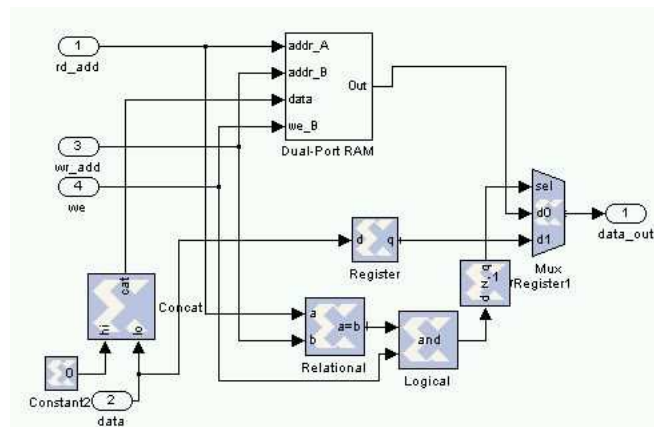 1
rd_add
3
wr_add
4
we
addr_A
addr_B
data
we_B
Out
Dual-Port RAM
cat
hi
lo
Concat
0
Constant2
2
data
d
q
Register
a
b
a=b
Relational
and
Logical
d
z-1
q
Register1
sel
d0
d1
Mux
1
data_out